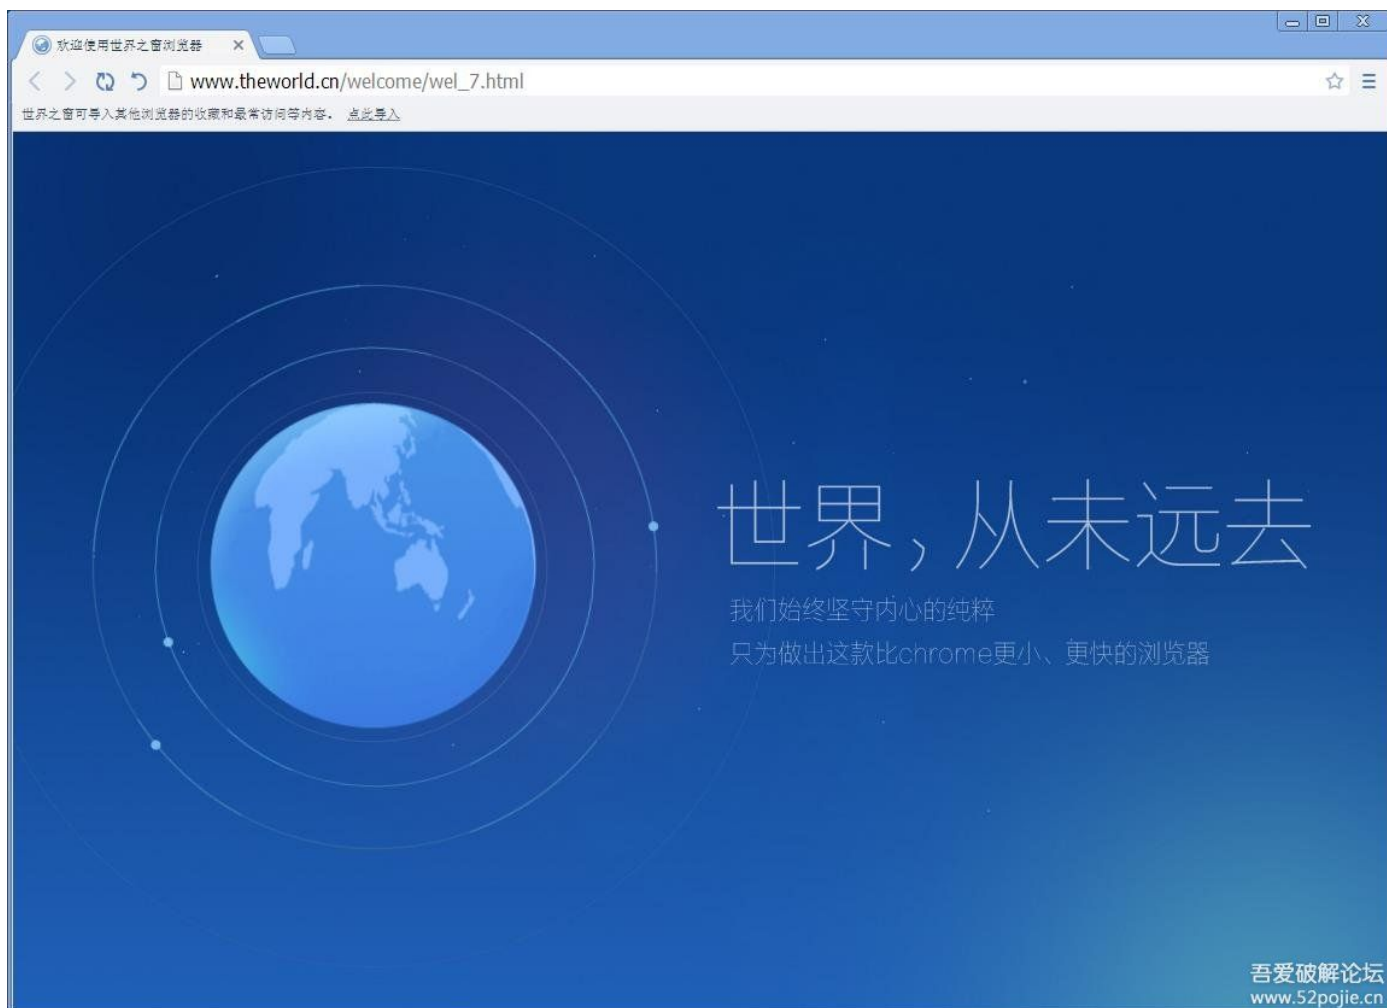 欢迎使用世界之窗浏览器
www.theworld.cn/welcome/wel_7.html
世界之窗可导入其他浏览器的收藏和最常访问等内容。 点此导入
世界,从未远去
我们始终坚守内心的纯粹
只为做出这款比chrome更小、更快的浏览器
吾爱破解论坛
www.52pojie.cn